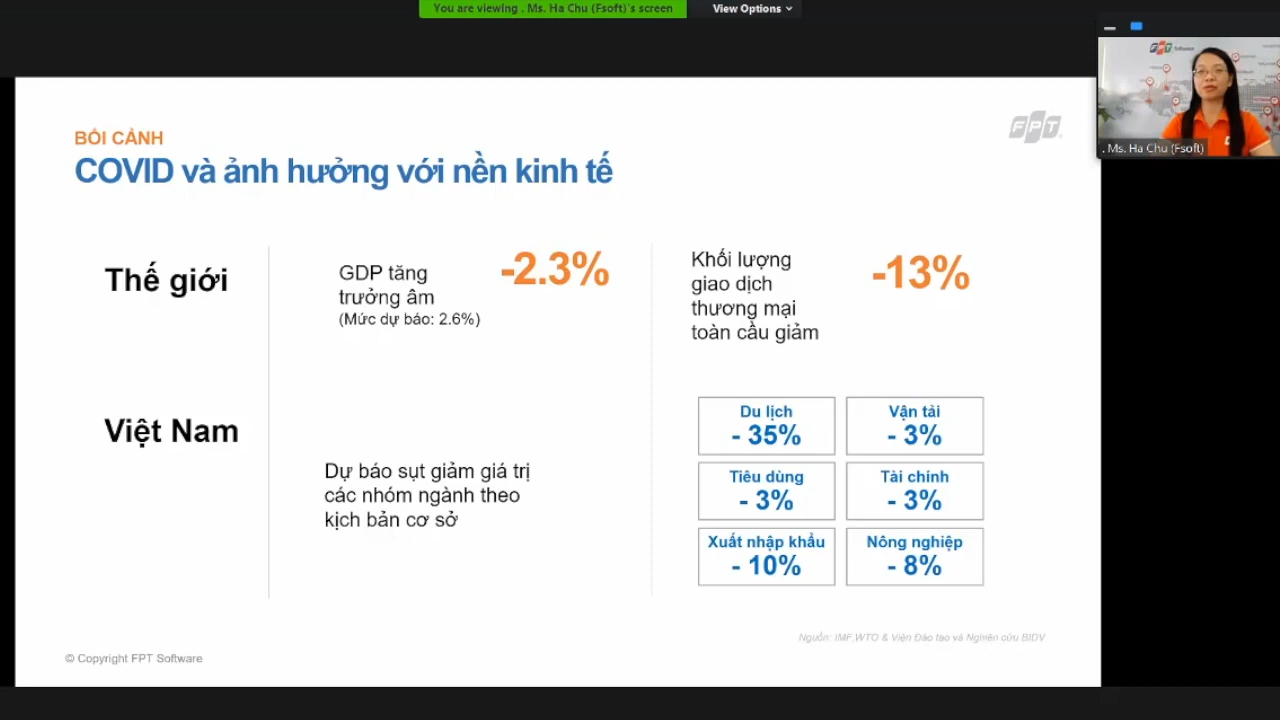 You are viewing . Ms. Ha Chu (Fsoft)'s screen
View Options
FPT Software
. Ms. Ha Chu (Fsoft)
FPT
BỐI CẢNH
COVID và ảnh hưởng với nền kinh tế
Thế giới
GDP tăng
trưởng âm
(Mức dự báo: 2.6%)
-2.3%
Khối lượng
giao dịch
thương mại
toàn cầu giảm
-13%
Việt Nam
Dự báo sụt giảm giá trị
các nhóm ngành theo
kịch bản cơ sở
Du lịch
- 35%
Vận tải
- 3%
Tiêu dùng
- 3%
Tài chính
- 3%
Xuất nhập khẩu
- 10%
Nông nghiệp
- 8%
Nguồn: IMF,WTO & Viện Đào tạo và Nghiên cứu BIDV
© Copyright FPT Software